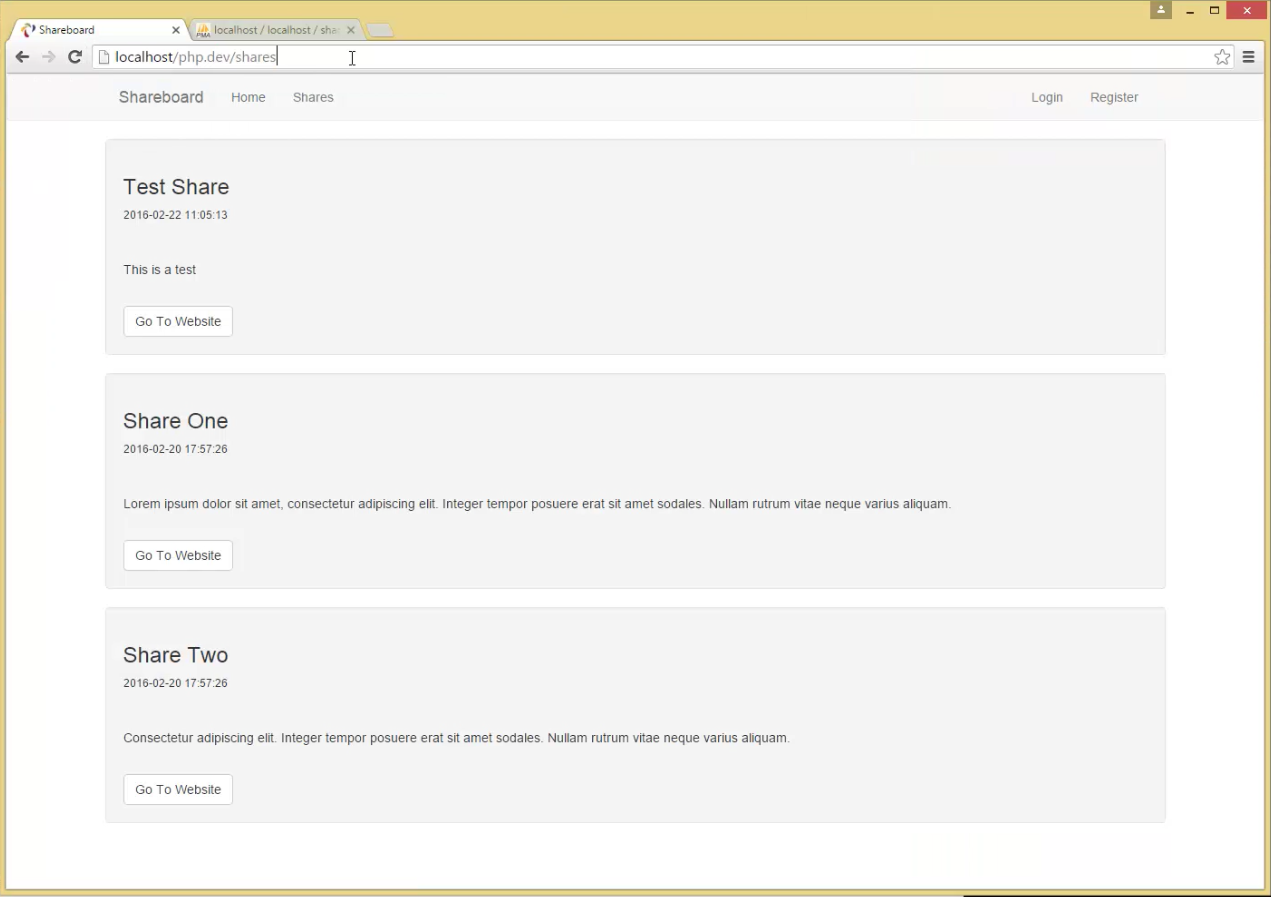 Shareboard
localhost / localhost / sha
localhost/php.dev/shares
Shareboard Home Shares Login Register
Test Share
2016-02-22 11:05:13
This is a test
Go To Website
Share One
2016-02-20 17:57:26
Lorem ipsum dolor sit amet, consectetur adipiscing elit. Integer tempor posuere erat sit amet sodales. Nullam rutrum vitae neque varius aliquam.
Go To Website
Share Two
2016-02-20 17:57:26
Consectetur adipiscing elit. Integer tempor posuere erat sit amet sodales. Nullam rutrum vitae neque varius aliquam.
Go To Website